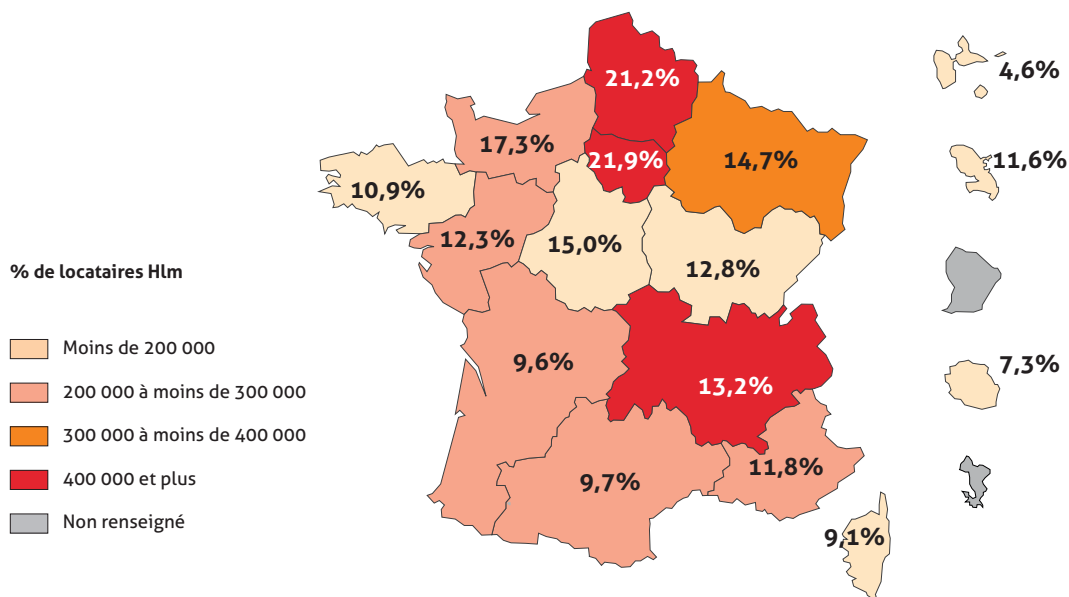 21,2%
4,6%
17,3%
21,9%
14,7%
11,6%
10,9%
12,3%
15,0%
12,8%
% de locataires Hlm
Moins de 200 000
9,6%
7,3%
200 000 à moins de 300 000
13,2%
300 000 à moins de 400 000
400 000 et plus
11,8%
9,7%
Non renseigné
9,1%